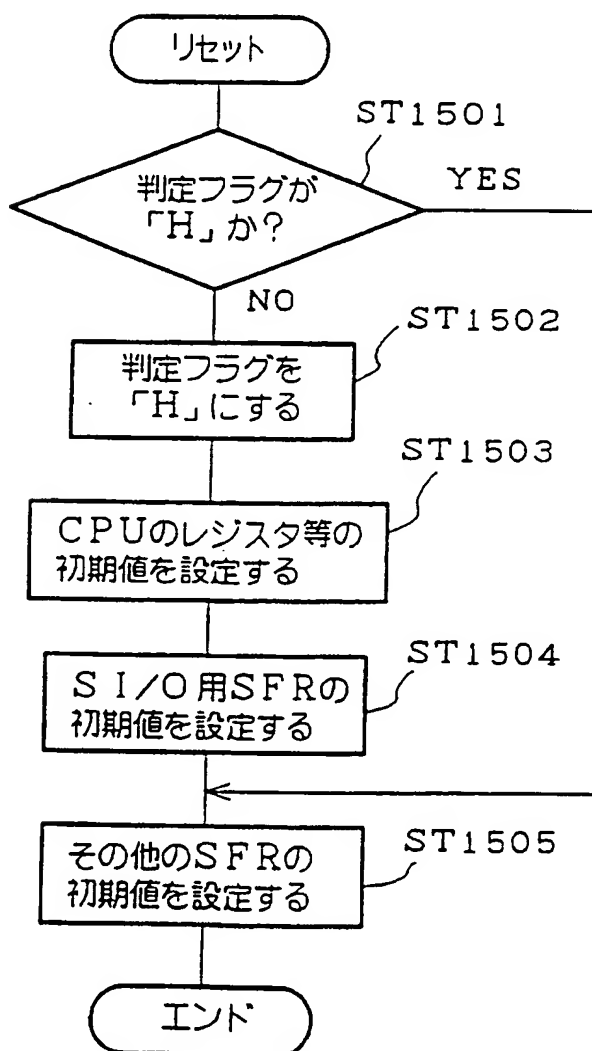 リセット
ST1501
判定フラグが
「H」か?
YES
NO
ST1502
判定フラグを
「H」にする
ST1503
CPUのレジスタ等の
初期値を設定する
ST1504
SI/O用SFRの
初期値を設定する
ST1505
その他のSFRの
初期値を設定する
エンド